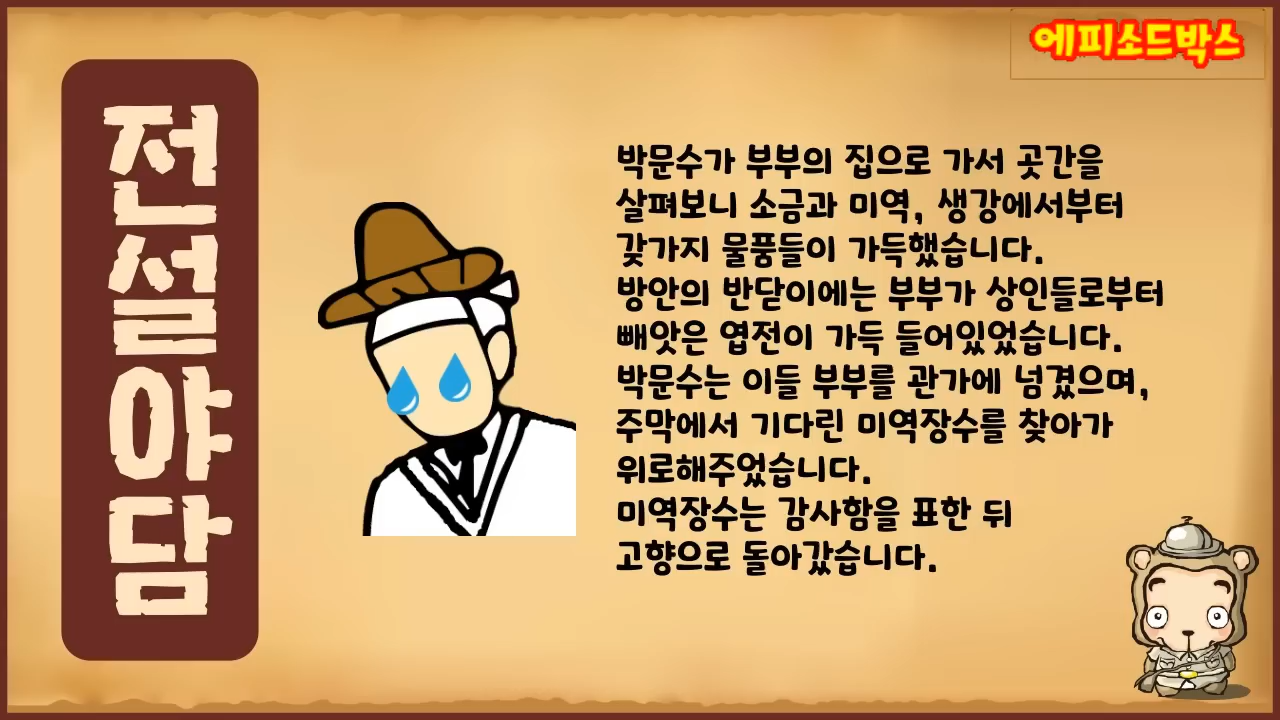 에피소드박스
전설야담
박문수가 부부의 집으로 가서 곳간을
살펴보니 소금과 미역, 생강에서부터
갖가지 물품들이 가득했습니다.
방안의 반닫이에는 부부가 상인들로부터
빼앗은 엽전이 가득 들어있었습니다.
박문수는 이들 부부를 관가에 넘겼으며,
주막에서 기다린 미역장수를 찾아가
위로해주었습니다.
미역장수는 감사함을 표한 뒤
고향으로 돌아갔습니다.